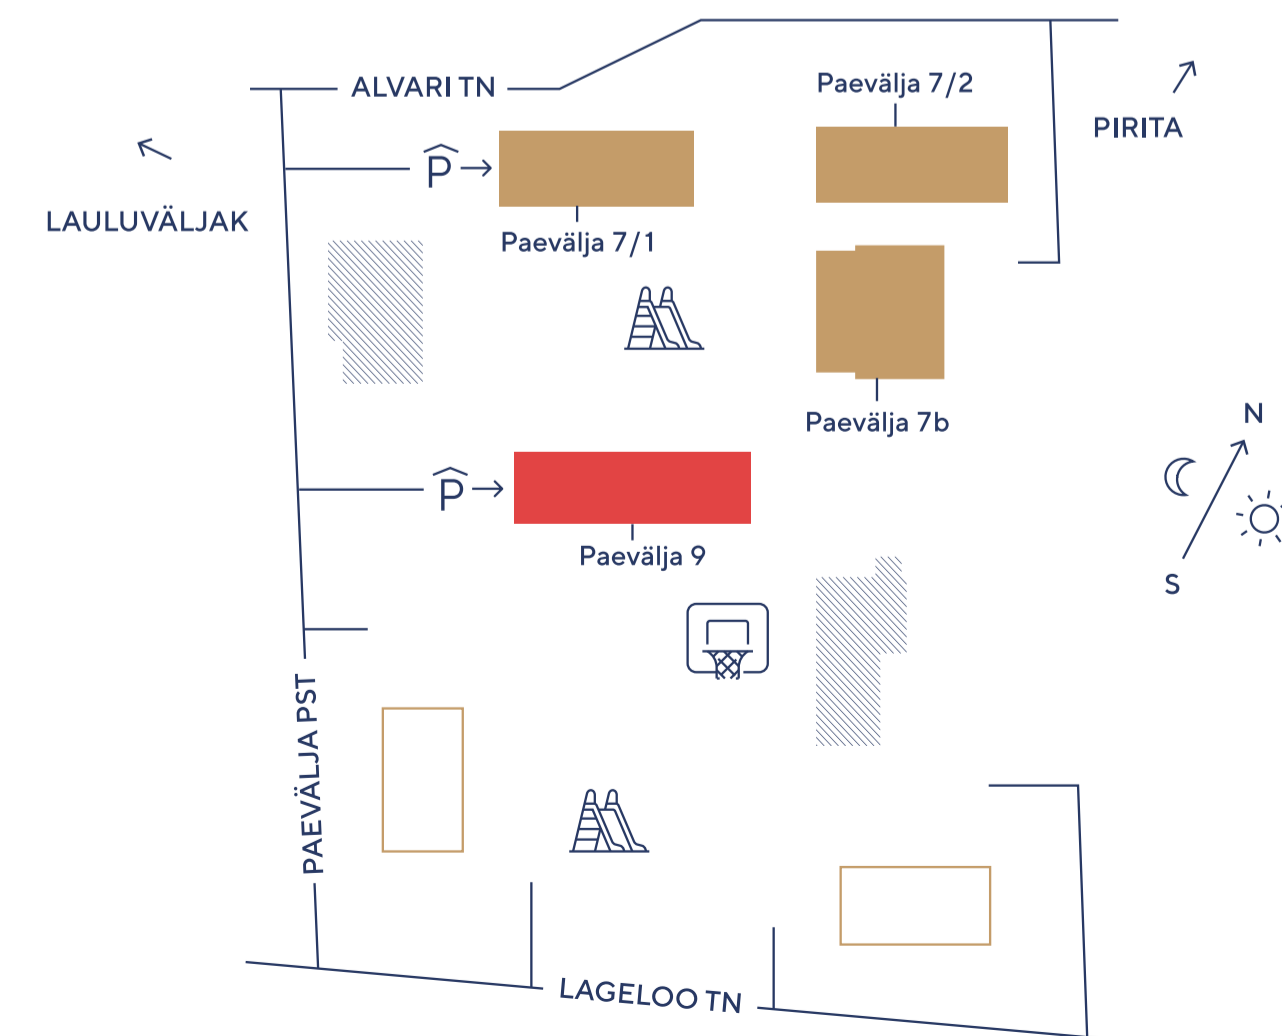 ALVARI TN
Paevälja 7/2
PIRITA
P
LAULUVÄLJAK
Paevälja 7/1
Paevälja 7b
N
P
Paevälja 9
S
PAEVÄLJA PST
LAGELOO TN